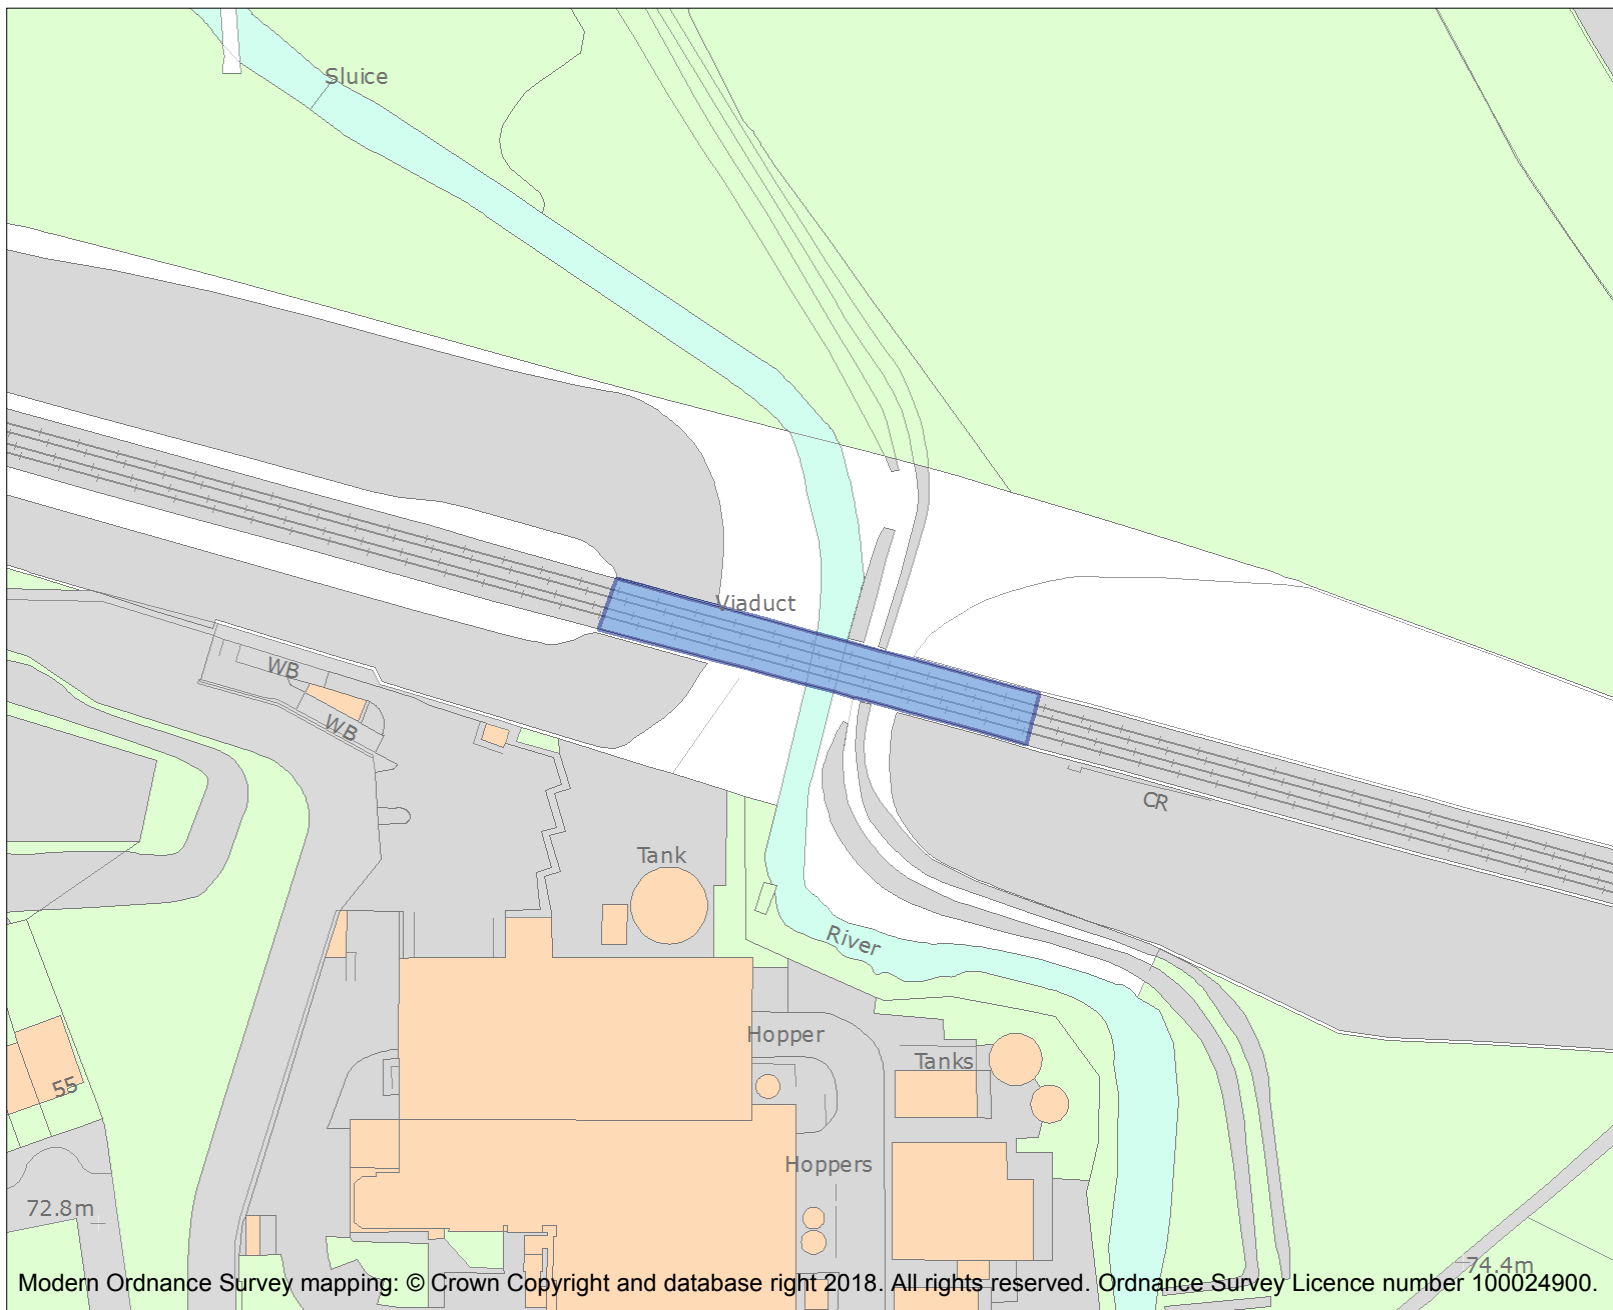 Sluice
Viaduct
WB
WB
CR
Tank
River
Hopper
Tanks
55
Hoppers
72.8m
74.4m
Modern Ordnance Survey mapping: © Crown Copyright and database right 2018. All rights reserved. Ordnance Survey Licence number 100024900.